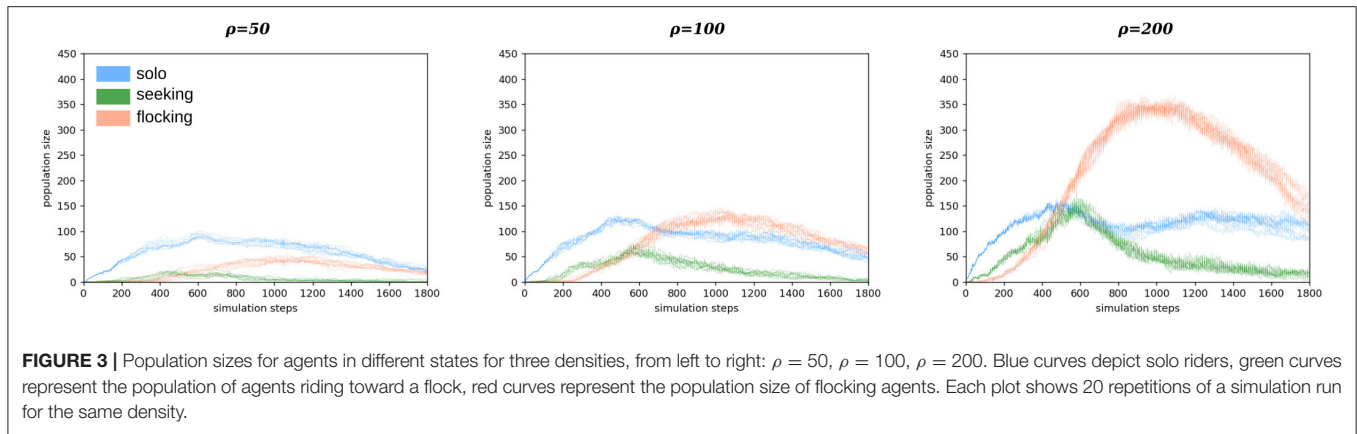 ρ=50
450
400
350
300
250
200
150
100
50
0
population size
solo
seeking
flocking
0 200 400 600 800 1000 1200 1400 1600 1800
simulation steps
ρ=100
450
400
350
300
250
200
150
100
50
0
population size
0 200 400 600 800 1000 1200 1400 1600 1800
simulation steps
ρ=200
450
400
350
300
250
200
150
100
50
0
population size
0 200 400 600 800 1000 1200 1400 1600 1800
simulation steps
FIGURE 3 | Population sizes for agents in different states for three densities, from left to right: ρ = 50, ρ = 100, ρ = 200. Blue curves depict solo riders, green curves
represent the population of agents riding toward a flock, red curves represent the population size of flocking agents. Each plot shows 20 repetitions of a simulation run
for the same density.